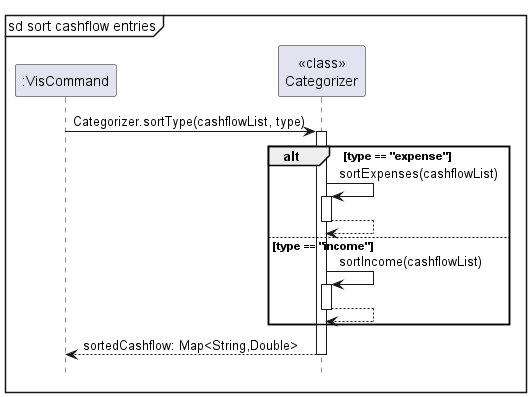 sd sort cashflow entries
:VisCommand
«class»
Categorizer
Categorizer.sortType(cashflowList, type)
alt [type == "expense"]
sortExpenses(cashflowList)
[type == "income"]
sortIncome(cashflowList)
sortedCashflow: Map<String,Double>